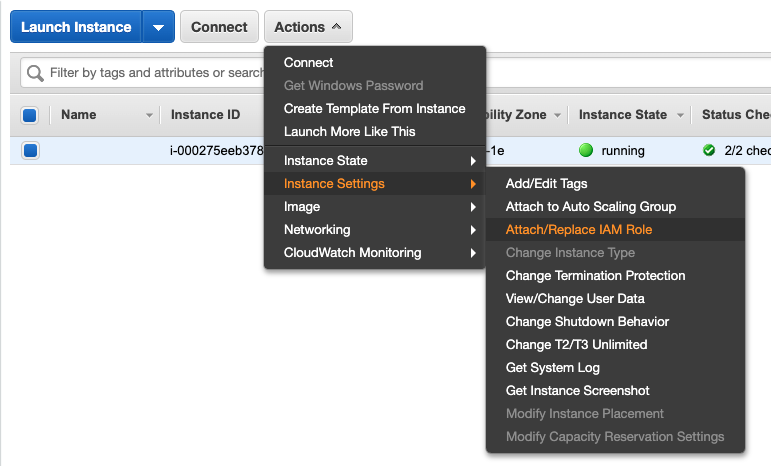 Launch Instance
Connect
Actions
Filter by tags and attributes or search
Name
Instance ID
Zone
Instance State
Status
i-000275eeb378
-1e
running
2/2
Connect
Get Windows Password
Create Template From Instance
Launch More Like This
Instance State
Instance Settings
Image
Networking
CloudWatch Monitoring
Add/Edit Tags
Attach to Auto Scaling Group
Attach/Replace IAM Role
Change Instance Type
Change Termination Protection
View/Change User Data
Change Shutdown Behavior
Change T2/T3 Unlimited
Get System Log
Get Instance Screenshot
Modify Instance Placement
Modify Capacity Reservation Settings